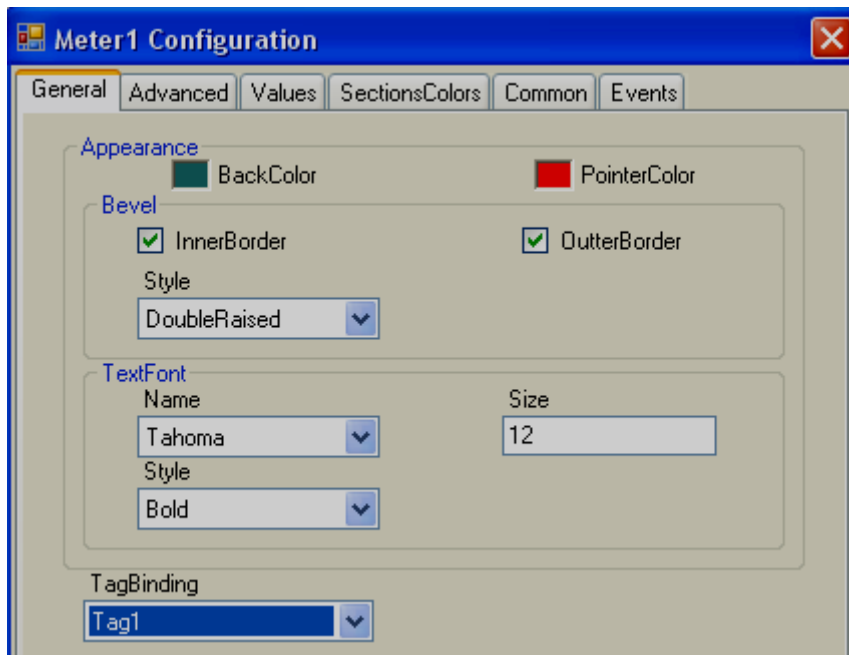 Meter1 Configuration
General Advanced Values SectionsColors Common Events
Appearance
BackColor PointerColor
Bevel
InnerBorder OutterBorder
Style
DoubleRaised
TextFont
Name Size
Tahoma 12
Style
Bold
TagBinding
Tag1